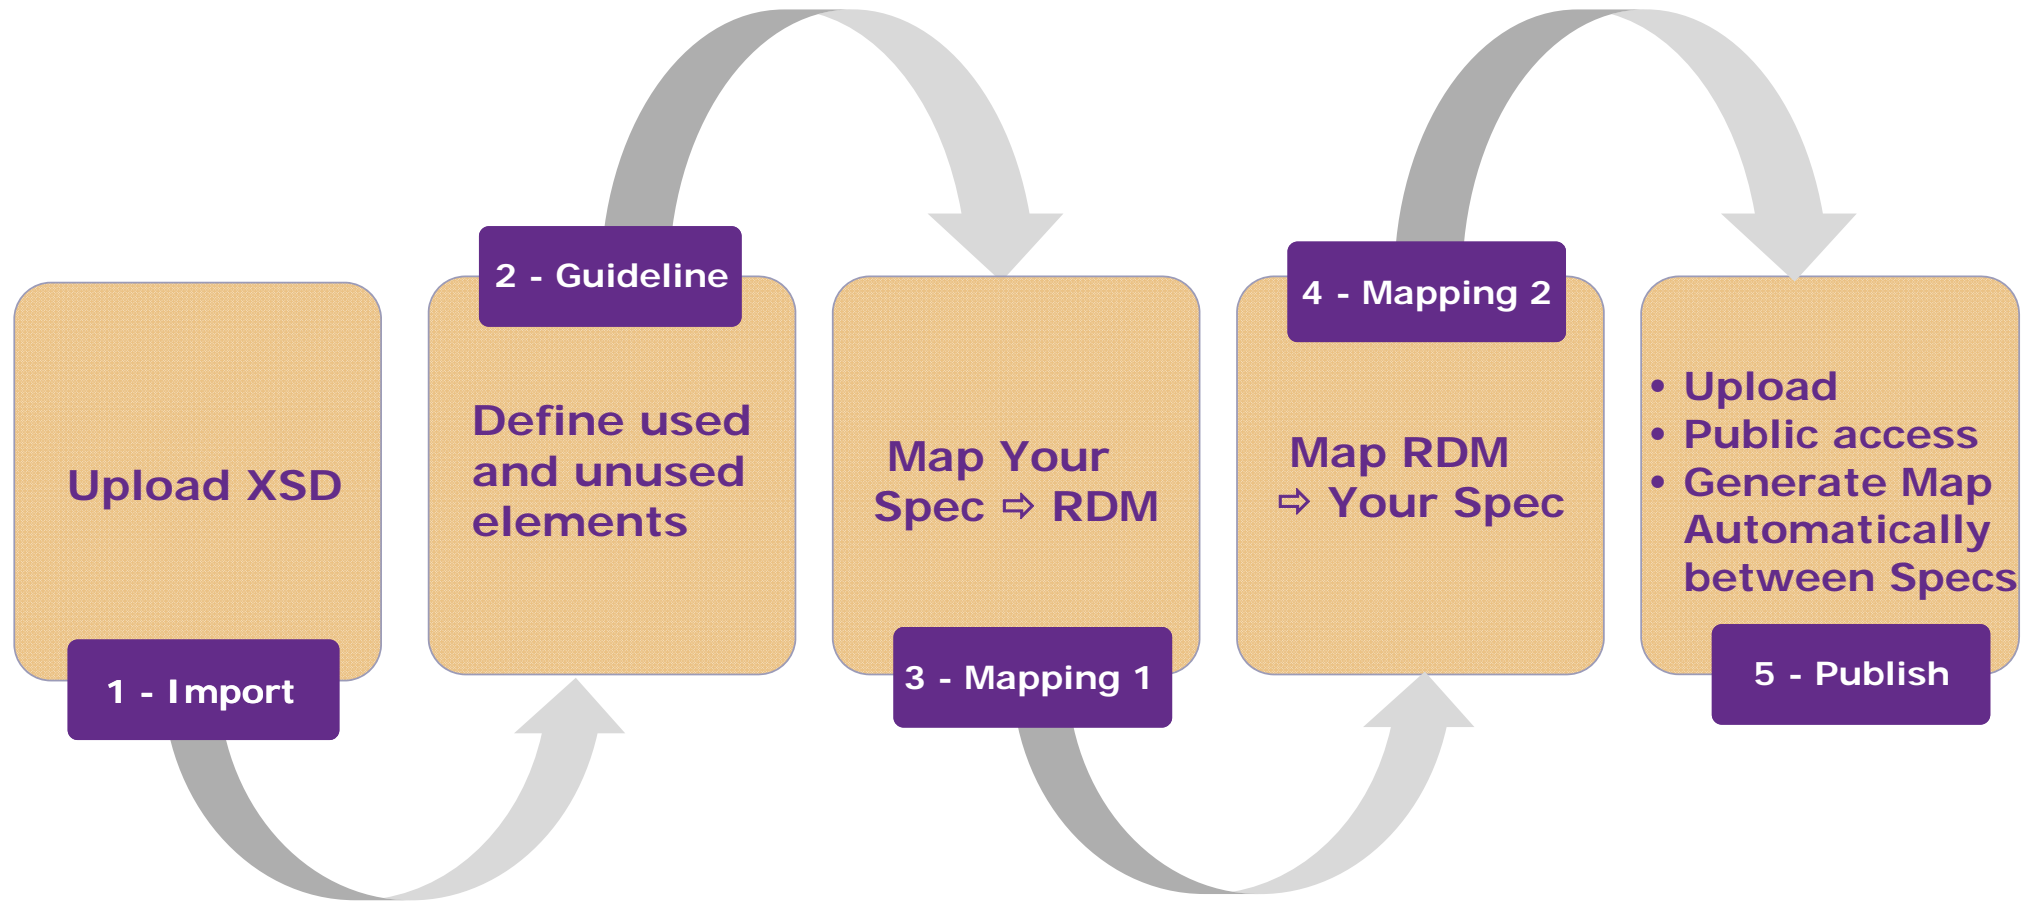 Upload XSD
1 - Import
2 - Guideline
Define used
and unused
elements
Map Your
Spec ⇨ RDM
3 - Mapping 1
4 - Mapping 2
Map RDM
⇨ Your Spec
• Upload
• Public access
• Generate Map
Automatically
between Specs
5 - Publish